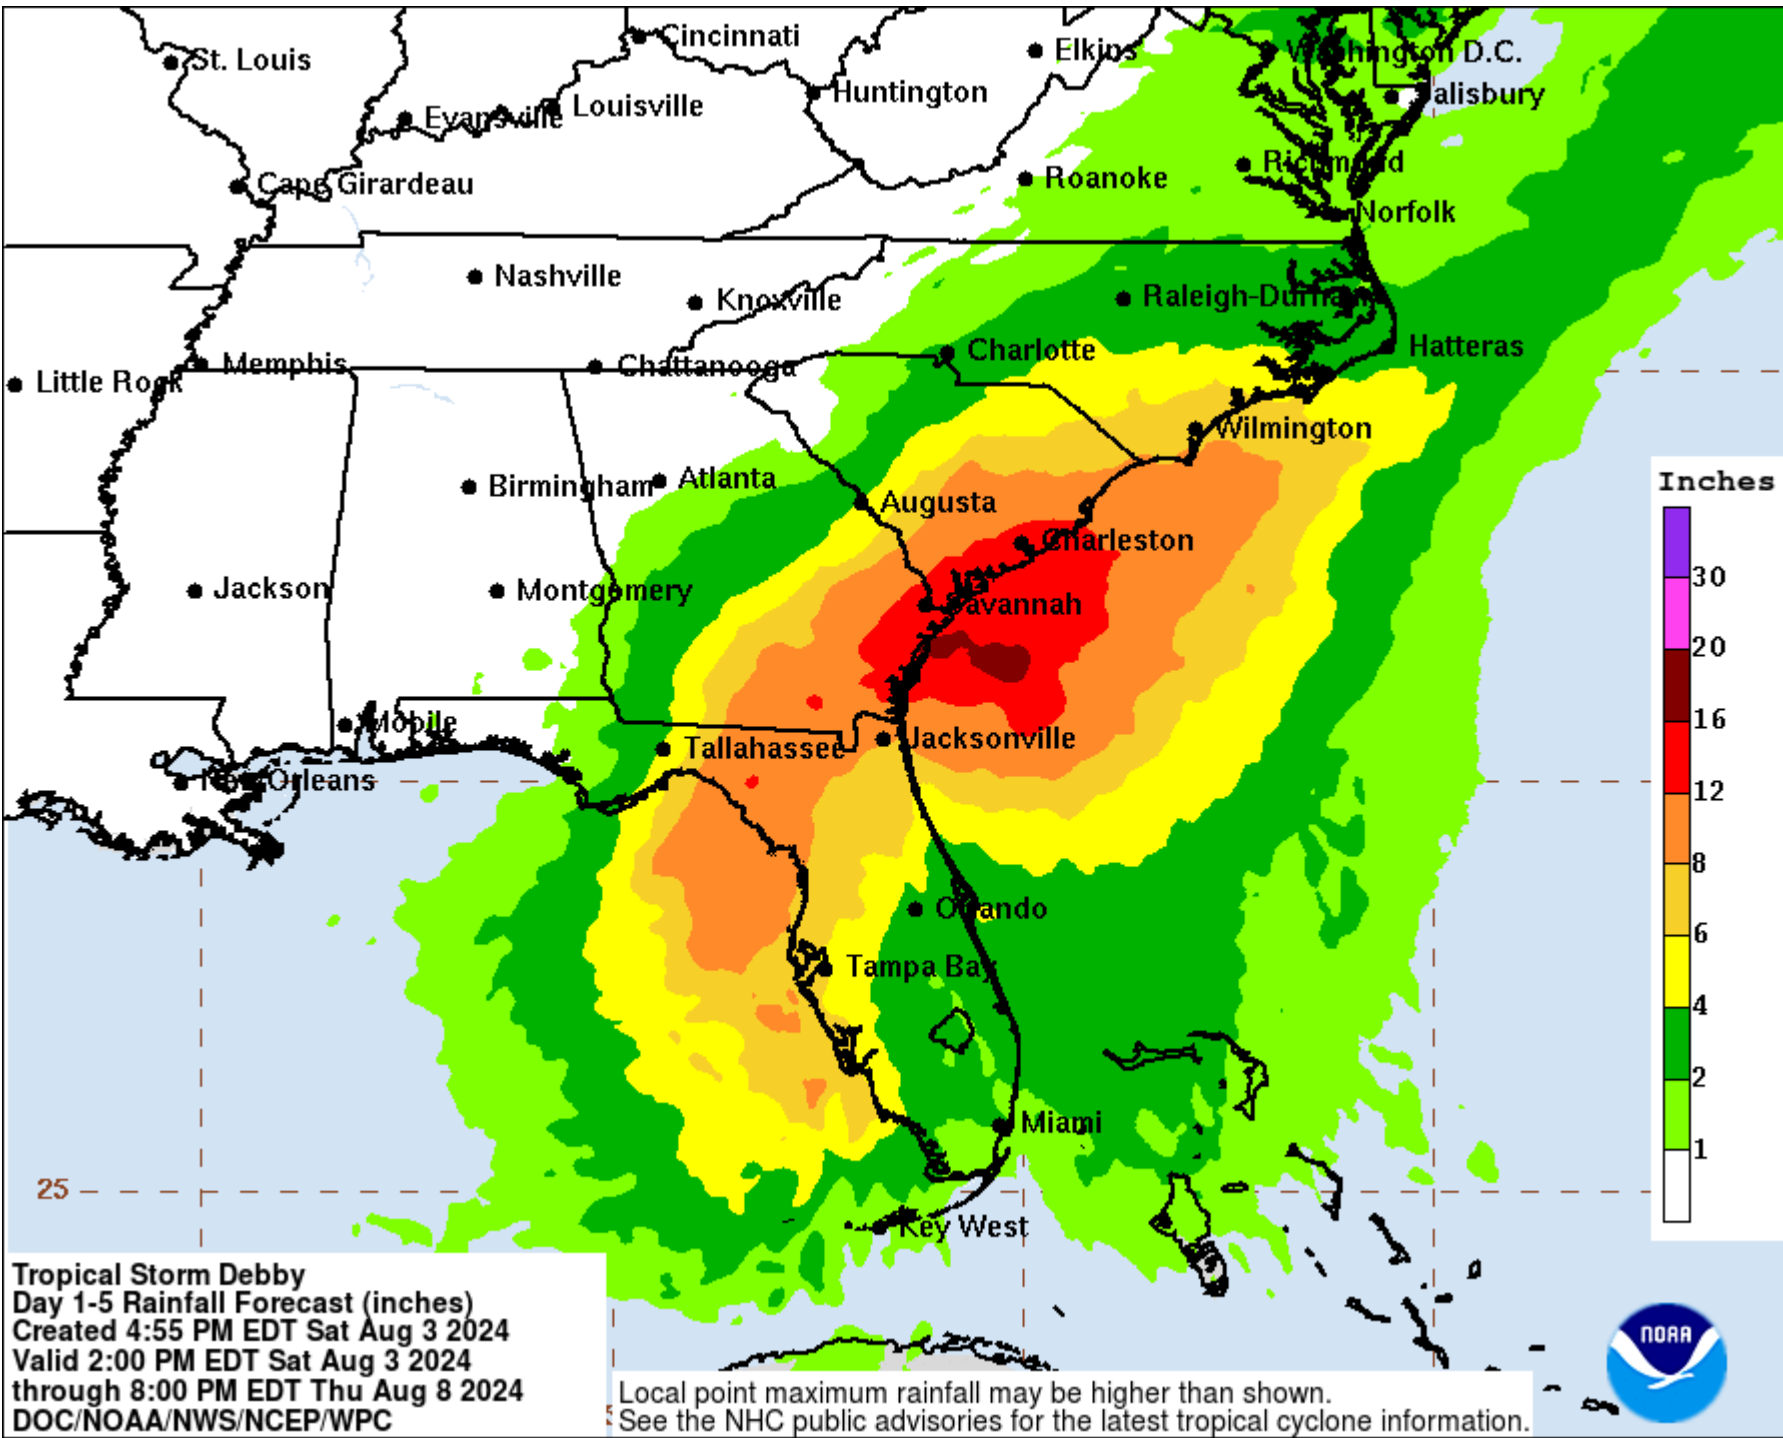 St. Louis
Cincinnati
Elkins
Washington D.C.
Evansville
Louisville
Huntington
Salisbury
Cape Girardeau
Roanoke
Richmond
Norfolk
Nashville
Knoxville
Raleigh-Durham
Little Rock
Memphis
Chattanooga
Charlotte
Hatteras
Wilmington
Birmingham
Atlanta
Augusta
Inches
Charleston
Jackson
Montgomery
Savannah
30
20
16
12
8
6
4
2
1
Mobile
Tallahassee
Jacksonville
New Orleans
Orlando
Tampa Bay
Miami
25
Key West
Tropical Storm Debby
Day 1-5 Rainfall Forecast (inches)
Created 4:55 PM EDT Sat Aug 3 2024
Valid 2:00 PM EDT Sat Aug 3 2024
through 8:00 PM EDT Thu Aug 8 2024
DOC/NOAA/NWS/NCEP/WPC
Local point maximum rainfall may be higher than shown.
See the NHC public advisories for the latest tropical cyclone information.
NOAA